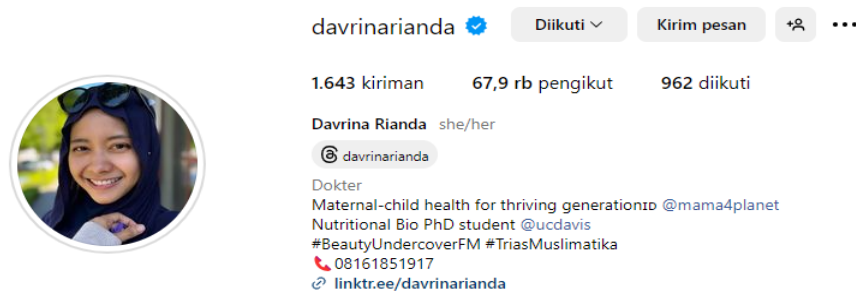 davrinarianda
Diikuti
Kirim pesan
1.643 kiriman 67,9 rb pengikut 962 diikuti
Davrina Rianda she/her
davrinarianda
Dokter
Maternal-child health for thriving generationɪᴅ @mama4planet
Nutritional Bio PhD student @ucdavis
#BeautyUndercoverFM #TriasMuslimatika
📞 08161851917
linktr.ee/davrinarianda